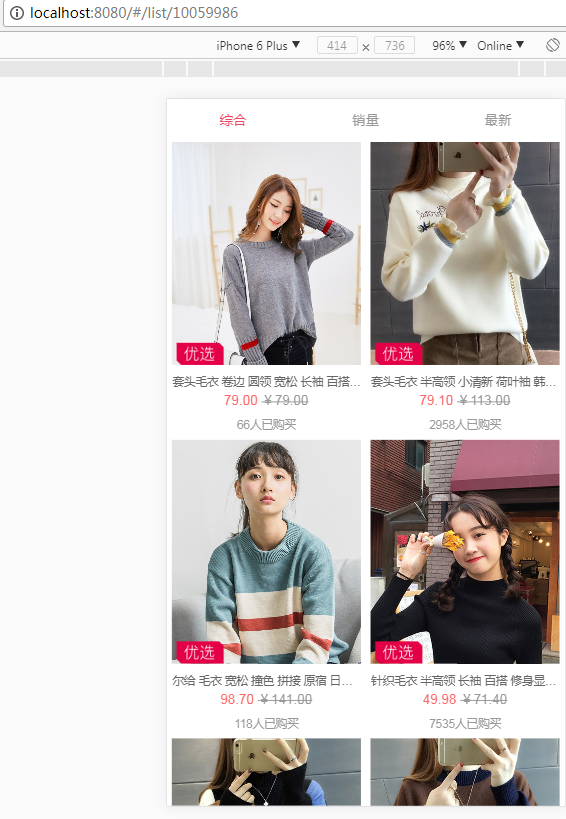 localhost:8080/#/list/10059986
iPhone 6 Plus ▼ 414 × 736 96% ▼ Online ▼
综合 销量 最新
优选 优选
套头毛衣 卷边 圆领 宽松 长袖 百搭... 套头毛衣 半高领 小清新 荷叶袖 韩...
79.00 ¥79.00 79.10 ¥113.00
66人已购买 2958人已购买
优选 优选
尔给 毛衣 宽松 撞色 拼接 原宿 日... 针织毛衣 半高领 长袖 百搭 修身显...
98.70 ¥141.00 49.98 ¥71.40
118人已购买 7535人已购买